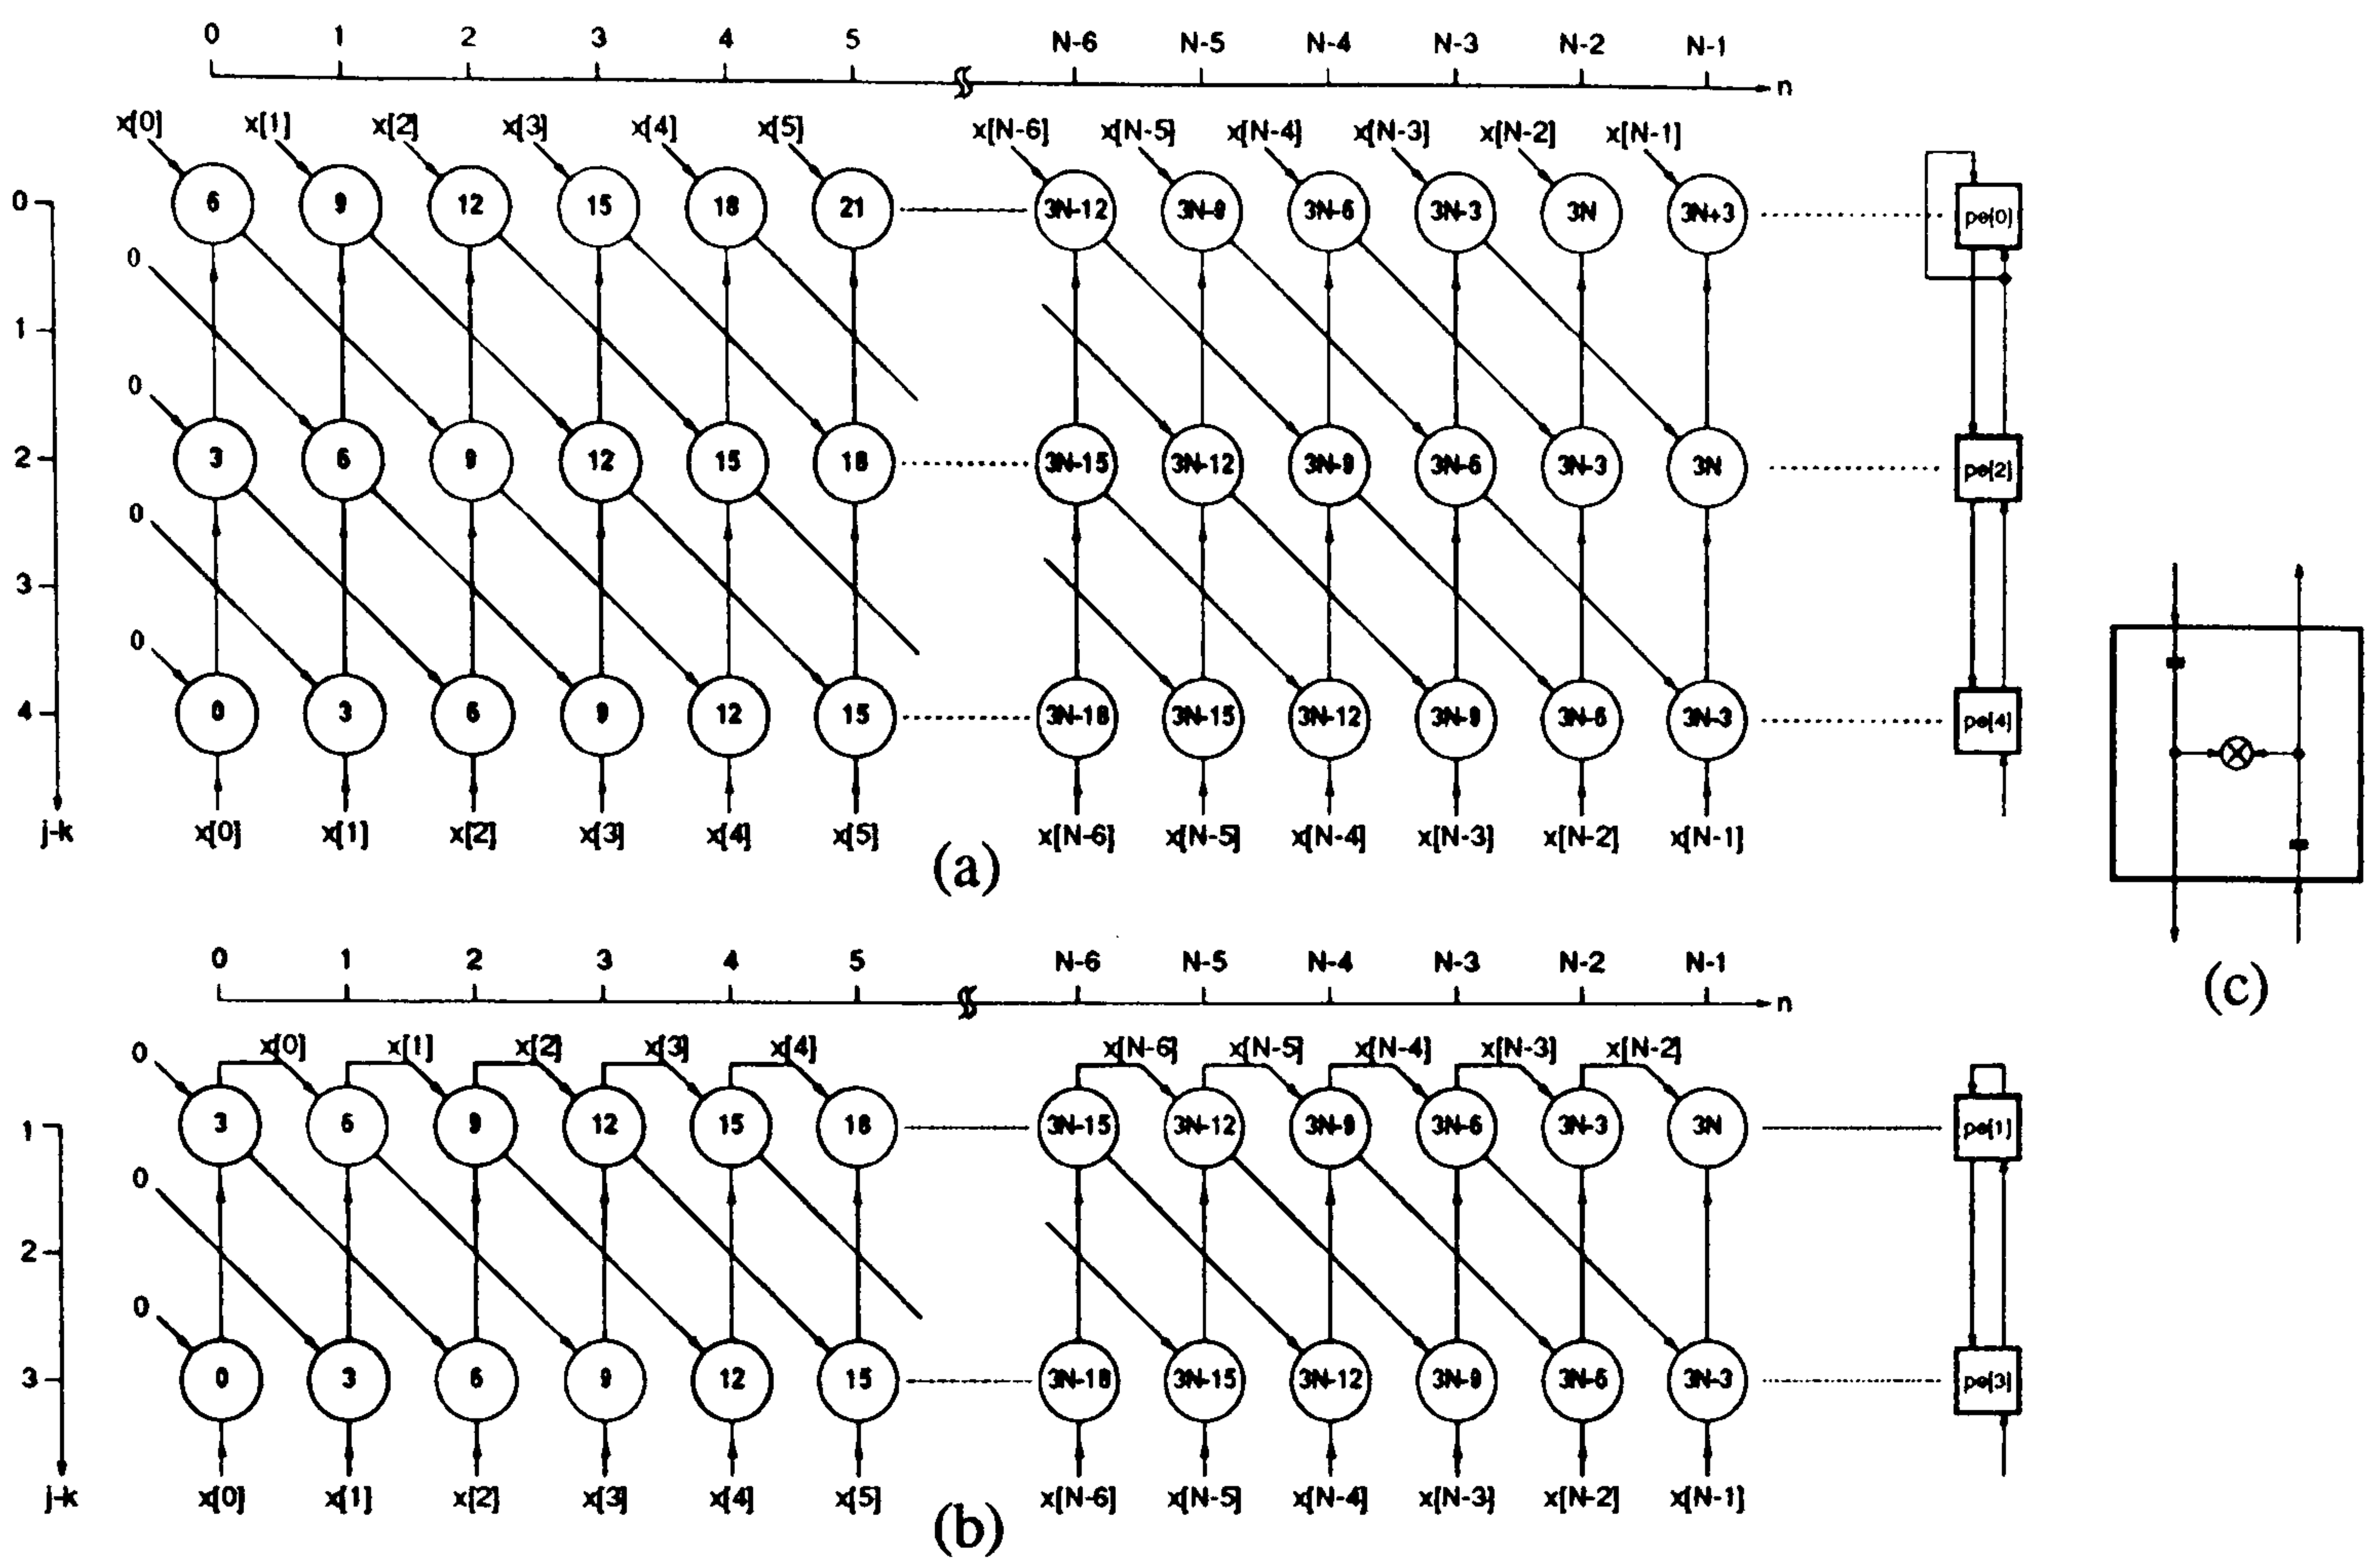 0 1 2 3 4 5 N-6 N-5 N-4 N-3 N-2 N-1
n
x[0] x[1] x[2] x[3] x[4] x[5] x[N-6] x[N-5] x[N-4] x[N-3] x[N-2] x[N-1]
0 6 9 12 15 18 21 3N-12 3N-9 3N-6 3N-3 3N 3N+3 pe[0]
0
1
0
2 3 6 9 12 15 18 3N-15 3N-12 3N-9 3N-6 3N-3 3N pe[2]
0
3
0
4 0 3 6 9 12 15 3N-18 3N-15 3N-12 3N-9 3N-6 3N-3 pe[4]
j-k x[0] x[1] x[2] x[3] x[4] x[5] x[N-6] x[N-5] x[N-4] x[N-3] x[N-2] x[N-1]
(a)
(c)
0 1 2 3 4 5 N-6 N-5 N-4 N-3 N-2 N-1
n
0 x[0] x[1] x[2] x[3] x[4] x[N-6] x[N-5] x[N-4] x[N-3] x[N-2]
1 3 6 9 12 15 18 3N-15 3N-12 3N-9 3N-6 3N-3 3N pe[1]
0
2
0
3 0 3 6 9 12 15 3N-18 3N-15 3N-12 3N-9 3N-6 3N-3 pe[3]
j-k x[0] x[1] x[2] x[3] x[4] x[5] x[N-6] x[N-5] x[N-4] x[N-3] x[N-2] x[N-1]
(b)